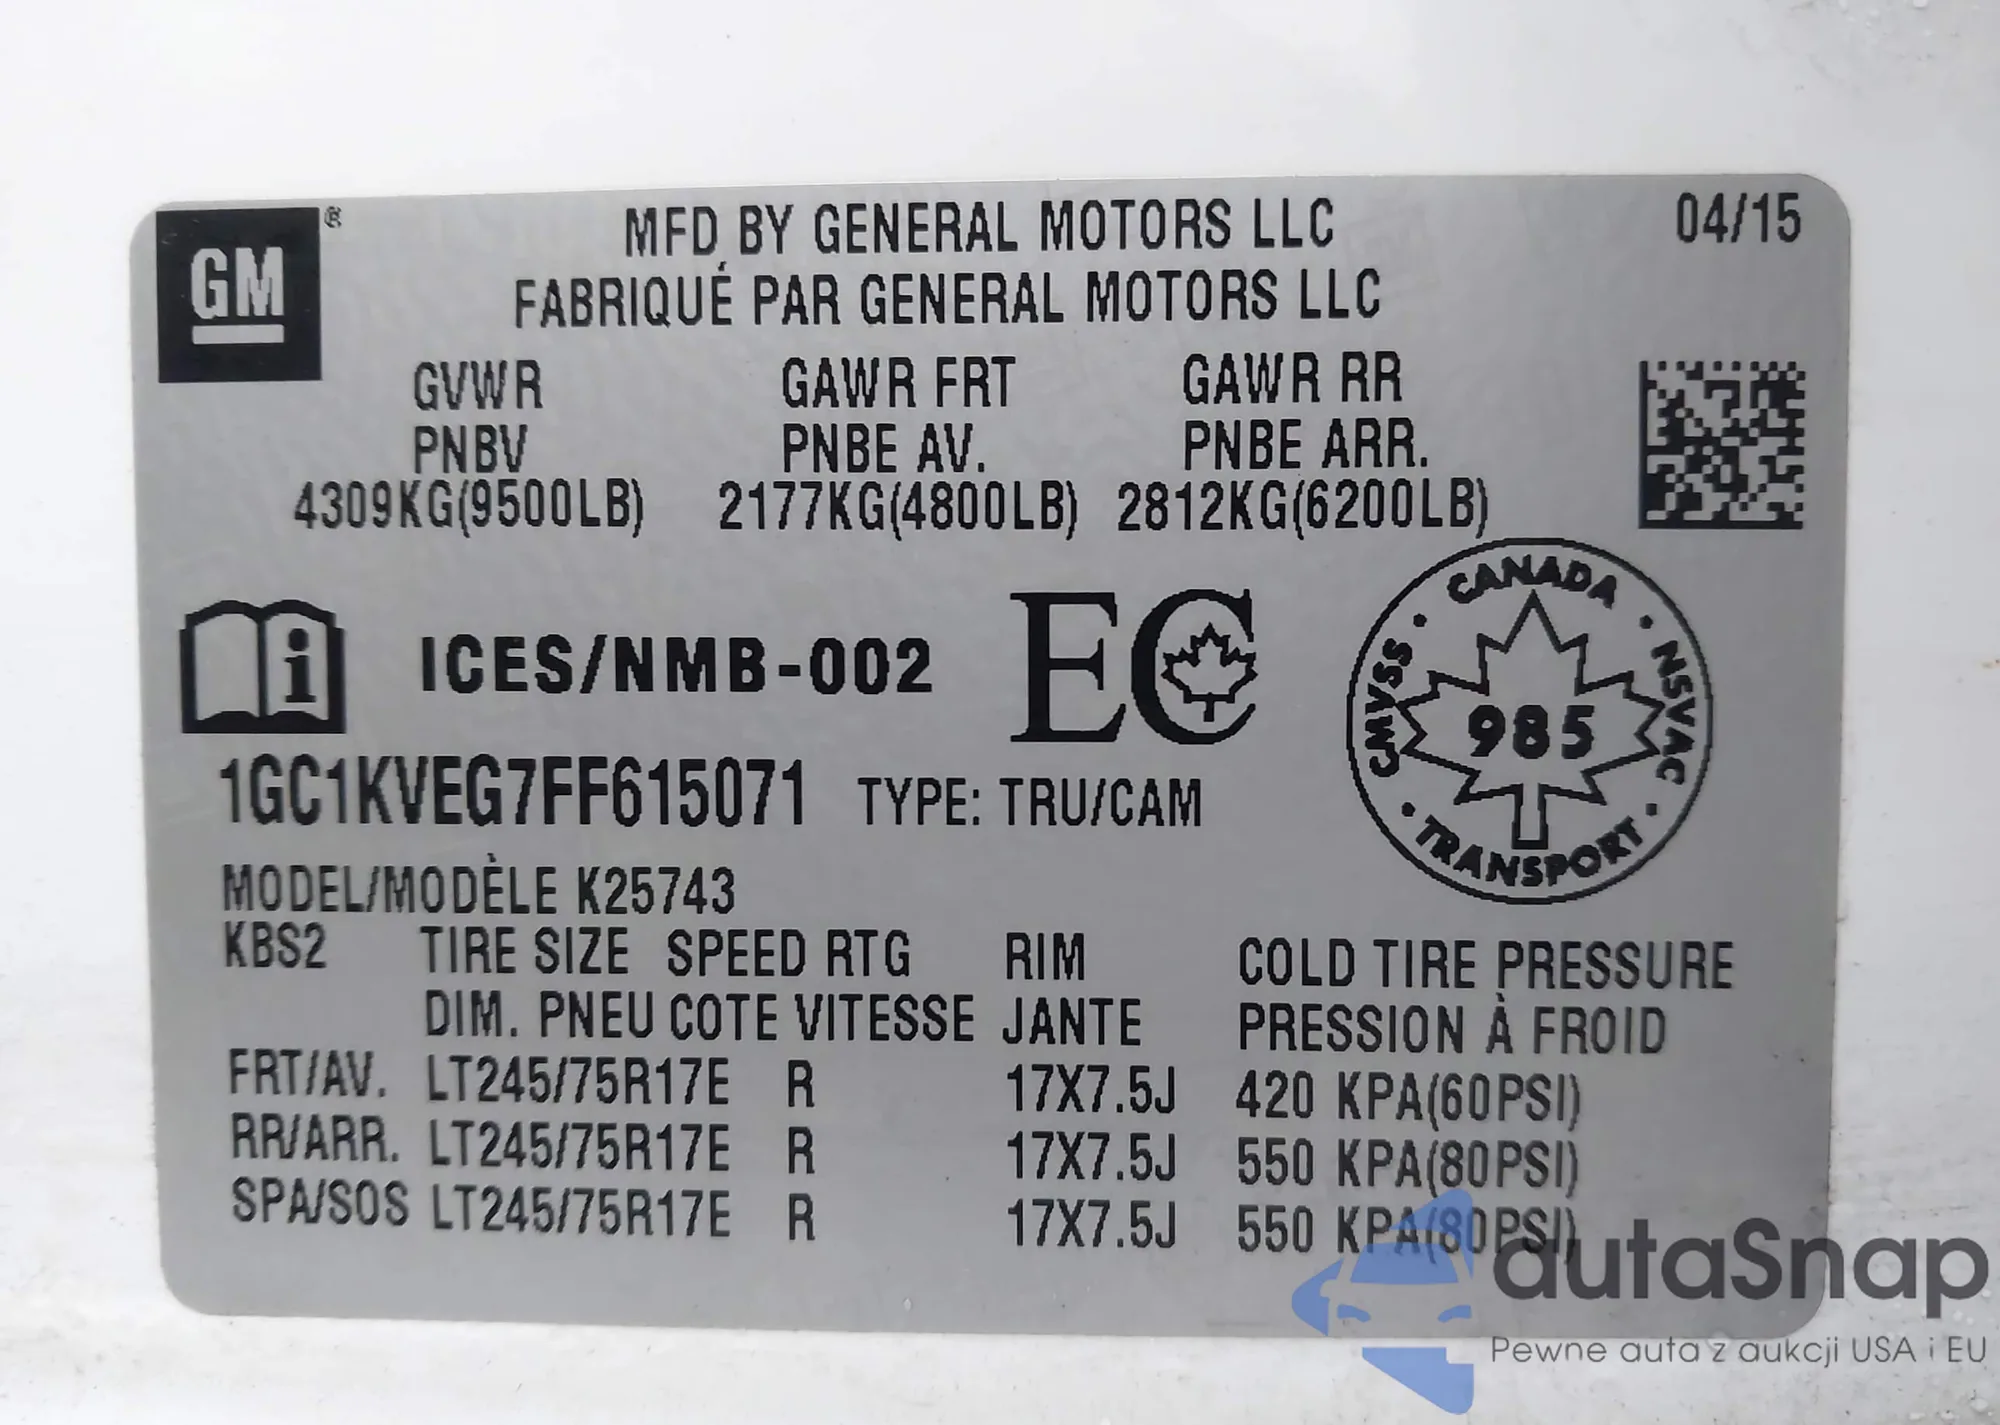 GM®
MFD BY GENERAL MOTORS LLC
04/15
FABRIQUÉ PAR GENERAL MOTORS LLC
GVWR GAWR FRT GAWR RR
PNBV PNBE AV. PNBE ARR.
4309KG(9500LB) 2177KG(4800LB) 2812KG(6200LB)
i ICES/NMB-002 EC
CANADA · NSVAC · TRANSPORT · CMVSS ·
985
1GC1KVEG7FF615071 TYPE: TRU/CAM
MODEL/MODÈLE K25743
KBS2 TIRE SIZE SPEED RTG RIM COLD TIRE PRESSURE
DIM. PNEU COTE VITESSE JANTE PRESSION À FROID
FRT/AV. LT245/75R17E R 17X7.5J 420 KPA(60PSI)
RR/ARR. LT245/75R17E R 17X7.5J 550 KPA(80PSI)
SPA/SOS LT245/75R17E R 17X7.5J 550 KPA(80PSI)
autaSnap
Pewne auta z aukcji USA i EU